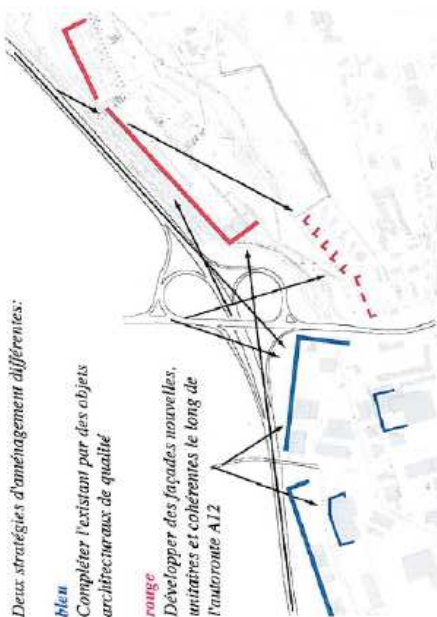 Deux stratégies d'aménagement différentes:
bleu
Compléter l'existant par des objets
architecturaux de qualité
rouge
Développer des façades nouvelles,
unitaires et cohérentes le long de
l'autoroute A12